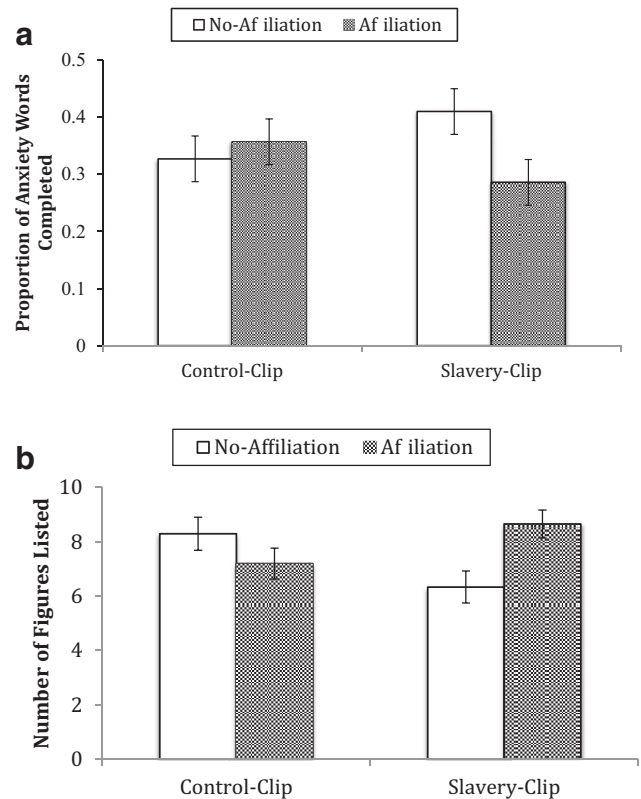 a
No-Af iliation Af iliation
Proportion of Anxiety Words
Completed
0.5
0.4
0.3
0.2
0.1
0
Control-Clip Slavery-Clip
b
No-Affiliation Af iliation
Number of Figures Listed
10
8
6
4
2
0
Control-Clip Slavery-Clip